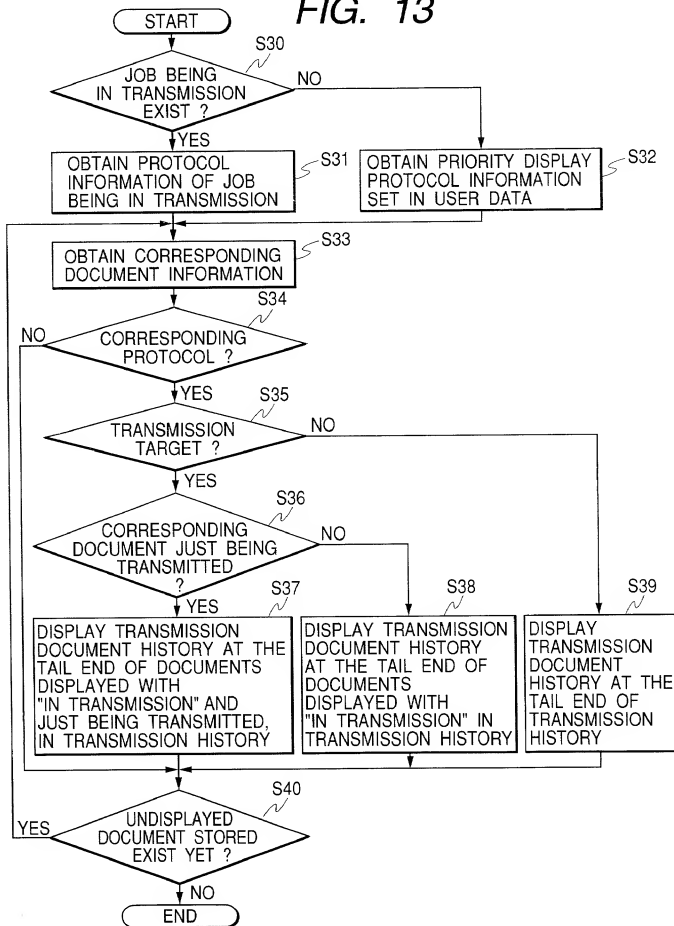 FIG. 13
START
S30
JOB BEING
IN TRANSMISSION
EXIST ?
NO
YES
OBTAIN PROTOCOL
INFORMATION OF JOB
BEING IN TRANSMISSION
S31
OBTAIN PRIORITY DISPLAY
PROTOCOL INFORMATION
SET IN USER DATA
S32
OBTAIN CORRESPONDING
DOCUMENT INFORMATION
S33
S34
CORRESPONDING
PROTOCOL ?
NO
YES
S35
TRANSMISSION
TARGET ?
NO
YES
S36
CORRESPONDING
DOCUMENT JUST BEING
TRANSMITTED
?
NO
YES
S37
DISPLAY TRANSMISSION
DOCUMENT HISTORY AT THE
TAIL END OF DOCUMENTS
DISPLAYED WITH
"IN TRANSMISSION" AND
JUST BEING TRANSMITTED,
IN TRANSMISSION HISTORY
S38
DISPLAY TRANSMISSION
DOCUMENT HISTORY
AT THE TAIL END OF
DOCUMENTS
DISPLAYED WITH
"IN TRANSMISSION" IN
TRANSMISSION HISTORY
S39
DISPLAY
TRANSMISSION
DOCUMENT
HISTORY AT THE
TAIL END OF
TRANSMISSION
HISTORY
S40
UNDISPLAYED
DOCUMENT STORED
EXIST YET ?
YES
NO
END